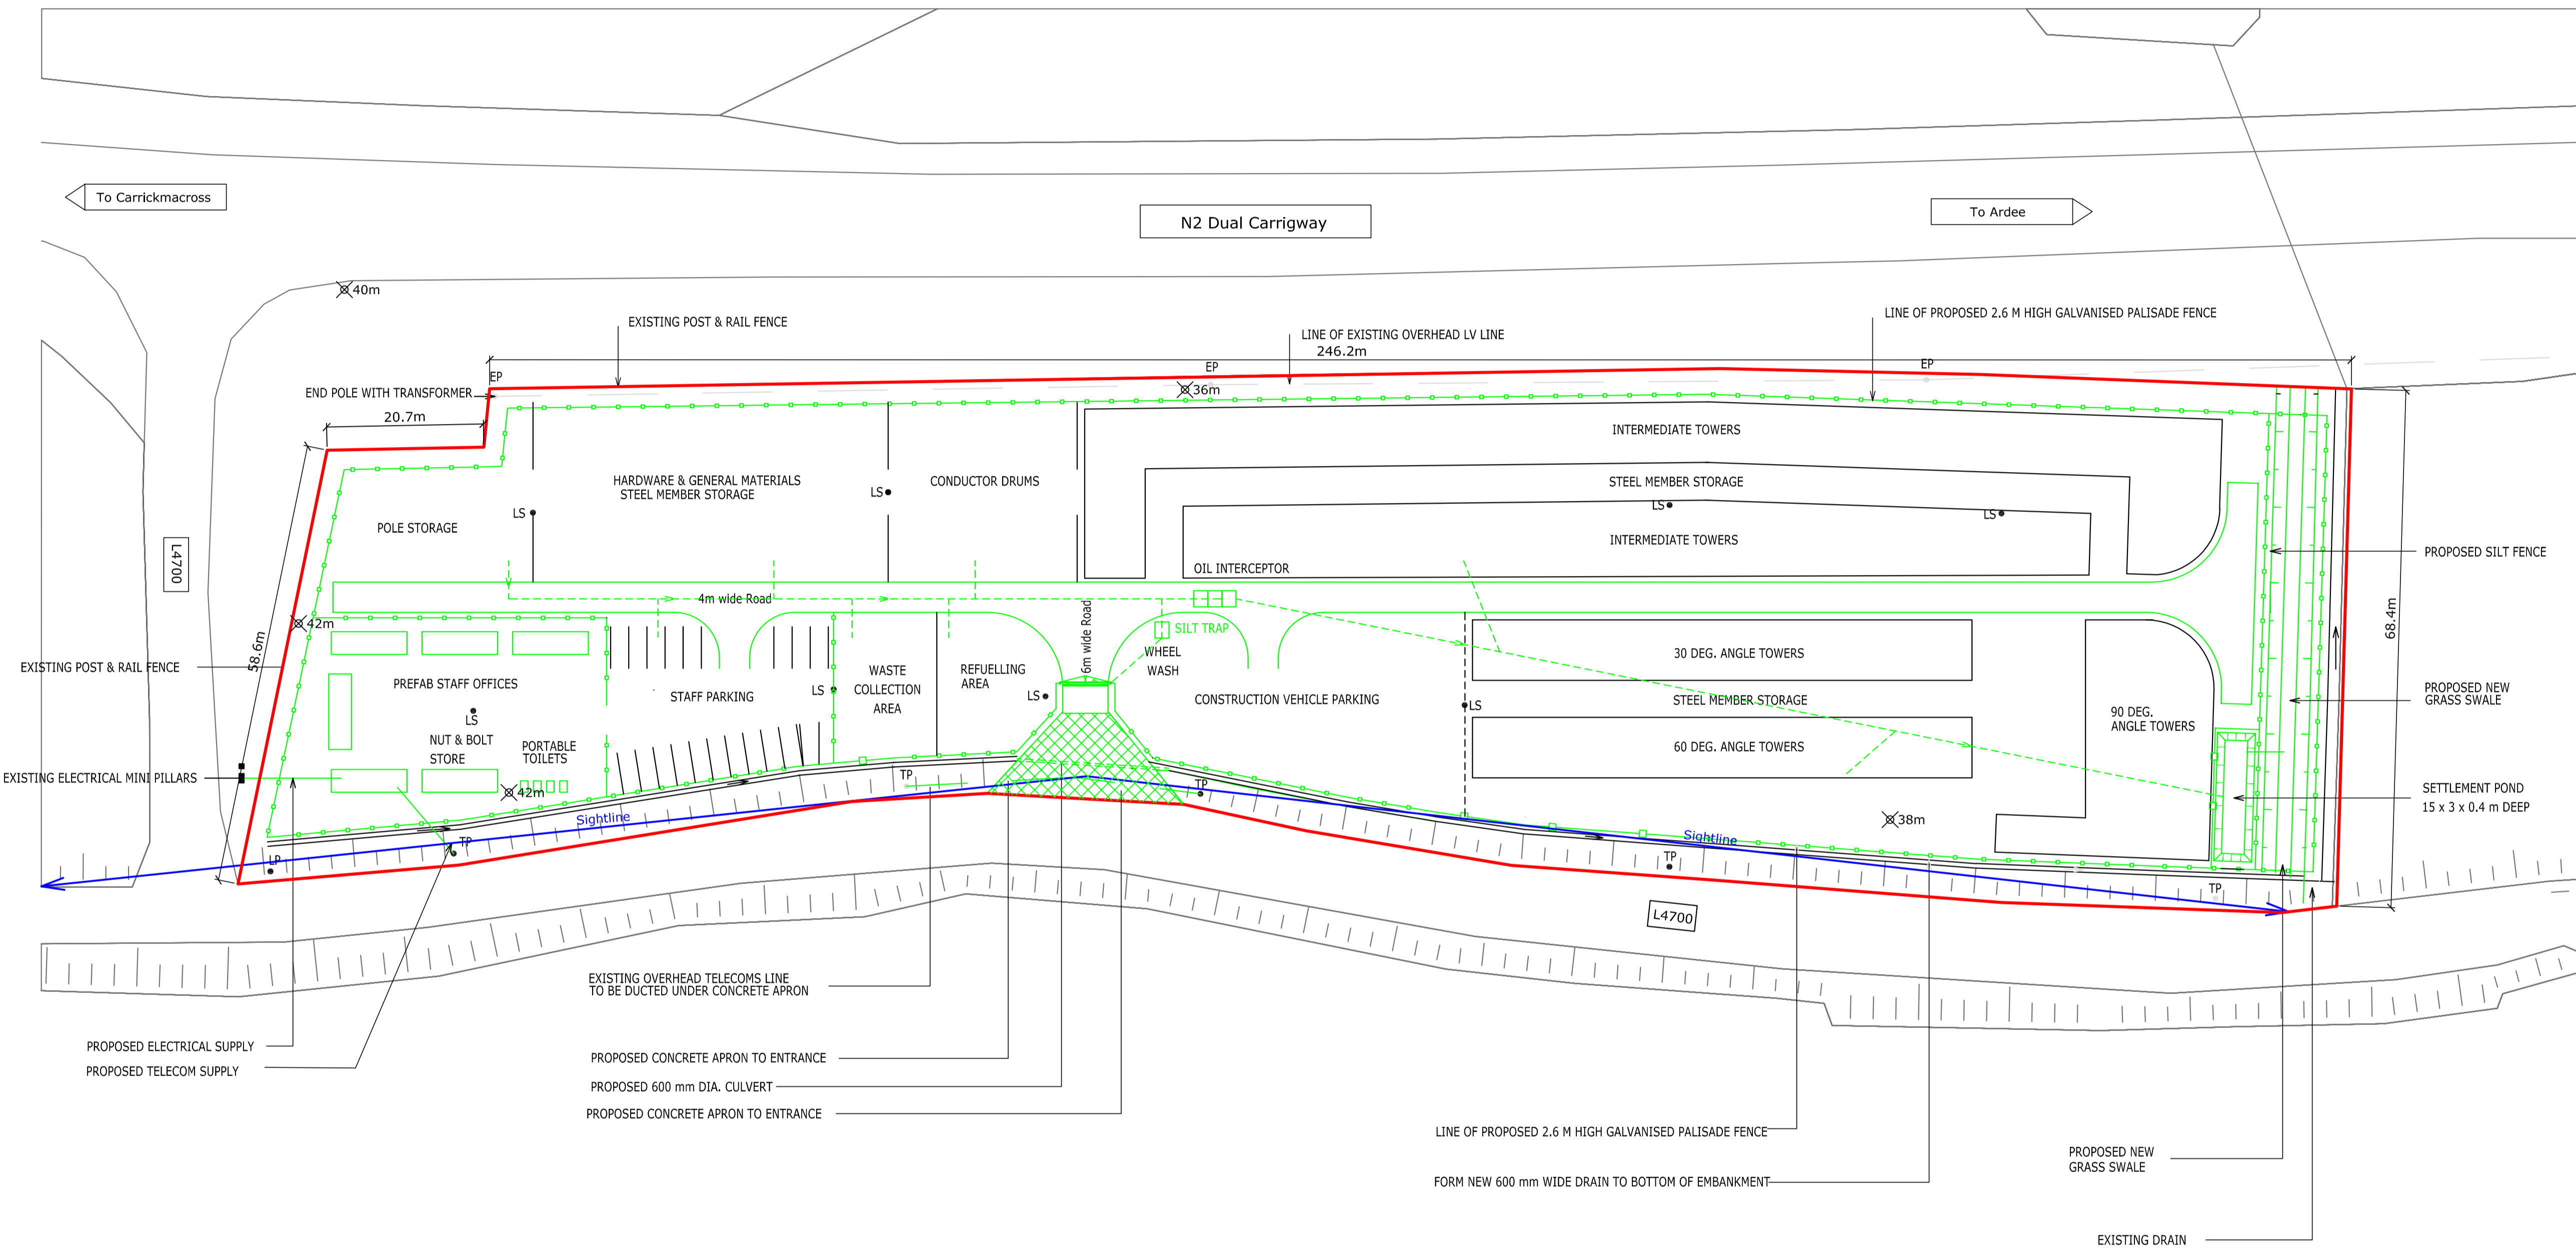 To Carrickmacross
N2 Dual Carrigway
To Ardee
40m
EXISTING POST & RAIL FENCE
LINE OF EXISTING OVERHEAD LV LINE
LINE OF PROPOSED 2.6 M HIGH GALVANISED PALISADE FENCE
246.2m
EP
EP
EP
END POLE WITH TRANSFORMER
36m
20.7m
INTERMEDIATE TOWERS
HARDWARE & GENERAL MATERIALS
STEEL MEMBER STORAGE
CONDUCTOR DRUMS
STEEL MEMBER STORAGE
LS
LS
LS
LS
POLE STORAGE
INTERMEDIATE TOWERS
L4700
PROPOSED SILT FENCE
OIL INTERCEPTOR
4m wide Road
6m wide Road
42m
SILT TRAP
58.6m
68.4m
EXISTING POST & RAIL FENCE
WHEEL
WASH
30 DEG. ANGLE TOWERS
WASTE
COLLECTION
AREA
REFUELLING
AREA
PREFAB STAFF OFFICES
STAFF PARKING
LS
LS
CONSTRUCTION VEHICLE PARKING
LS
STEEL MEMBER STORAGE
PROPOSED NEW
GRASS SWALE
LS
90 DEG.
ANGLE TOWERS
NUT & BOLT
STORE
PORTABLE
TOILETS
60 DEG. ANGLE TOWERS
EXISTING ELECTRICAL MINI PILLARS
TP
TP
42m
SETTLEMENT POND
15 x 3 x 0.4 m DEEP
Sightline
38m
Sightline
TP
LP
TP
TP
L4700
EXISTING OVERHEAD TELECOMS LINE
TO BE DUCTED UNDER CONCRETE APRON
PROPOSED ELECTRICAL SUPPLY
PROPOSED TELECOM SUPPLY
PROPOSED CONCRETE APRON TO ENTRANCE
PROPOSED 600 mm DIA. CULVERT
PROPOSED CONCRETE APRON TO ENTRANCE
LINE OF PROPOSED 2.6 M HIGH GALVANISED PALISADE FENCE
PROPOSED NEW
GRASS SWALE
FORM NEW 600 mm WIDE DRAIN TO BOTTOM OF EMBANKMENT
EXISTING DRAIN